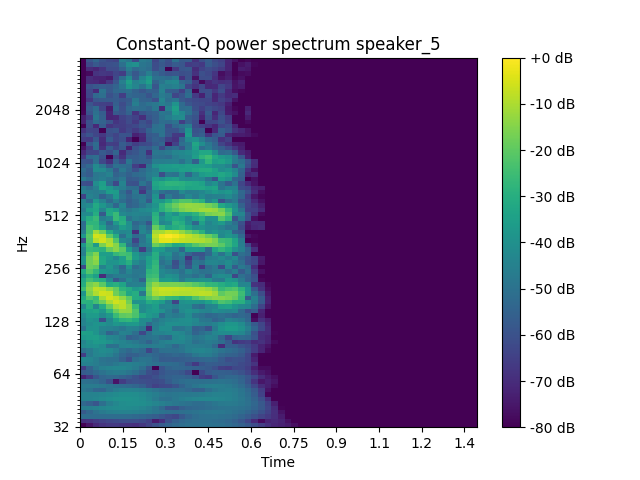 Constant-Q power spectrum speaker_5
Hz
2048
1024
512
256
128
64
32
0 0.15 0.3 0.45 0.6 0.75 0.9 1.1 1.2 1.4
Time
+0 dB
-10 dB
-20 dB
-30 dB
-40 dB
-50 dB
-60 dB
-70 dB
-80 dB